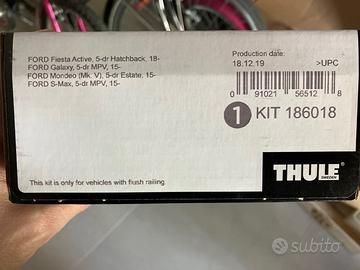 FORD Fiesta Active, 5-dr Hatchback, 18-
FORD Galaxy, 5-dr MPV, 15-
FORD Mondeo (Mk. V), 5-dr Estate, 15-
FORD S-Max, 5-dr MPV, 15-
Production date:
18.12.19 >UPC
0 91021 56512 8
1 KIT 186018
THULE
SWEDEN
This kit is only for vehicles with flush railing.
subito